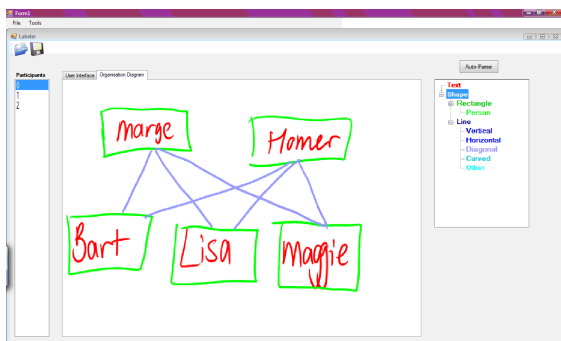 Form1
File Tools
Labeler
Auto Parse
Participants
User Interface Organisation Diagram
0
1
2
Text
Shape
Rectangle
Person
Line
Vertical
Horizontal
Diagonal
Curved
Other
Marge
Homer
Bart
Lisa
Maggie